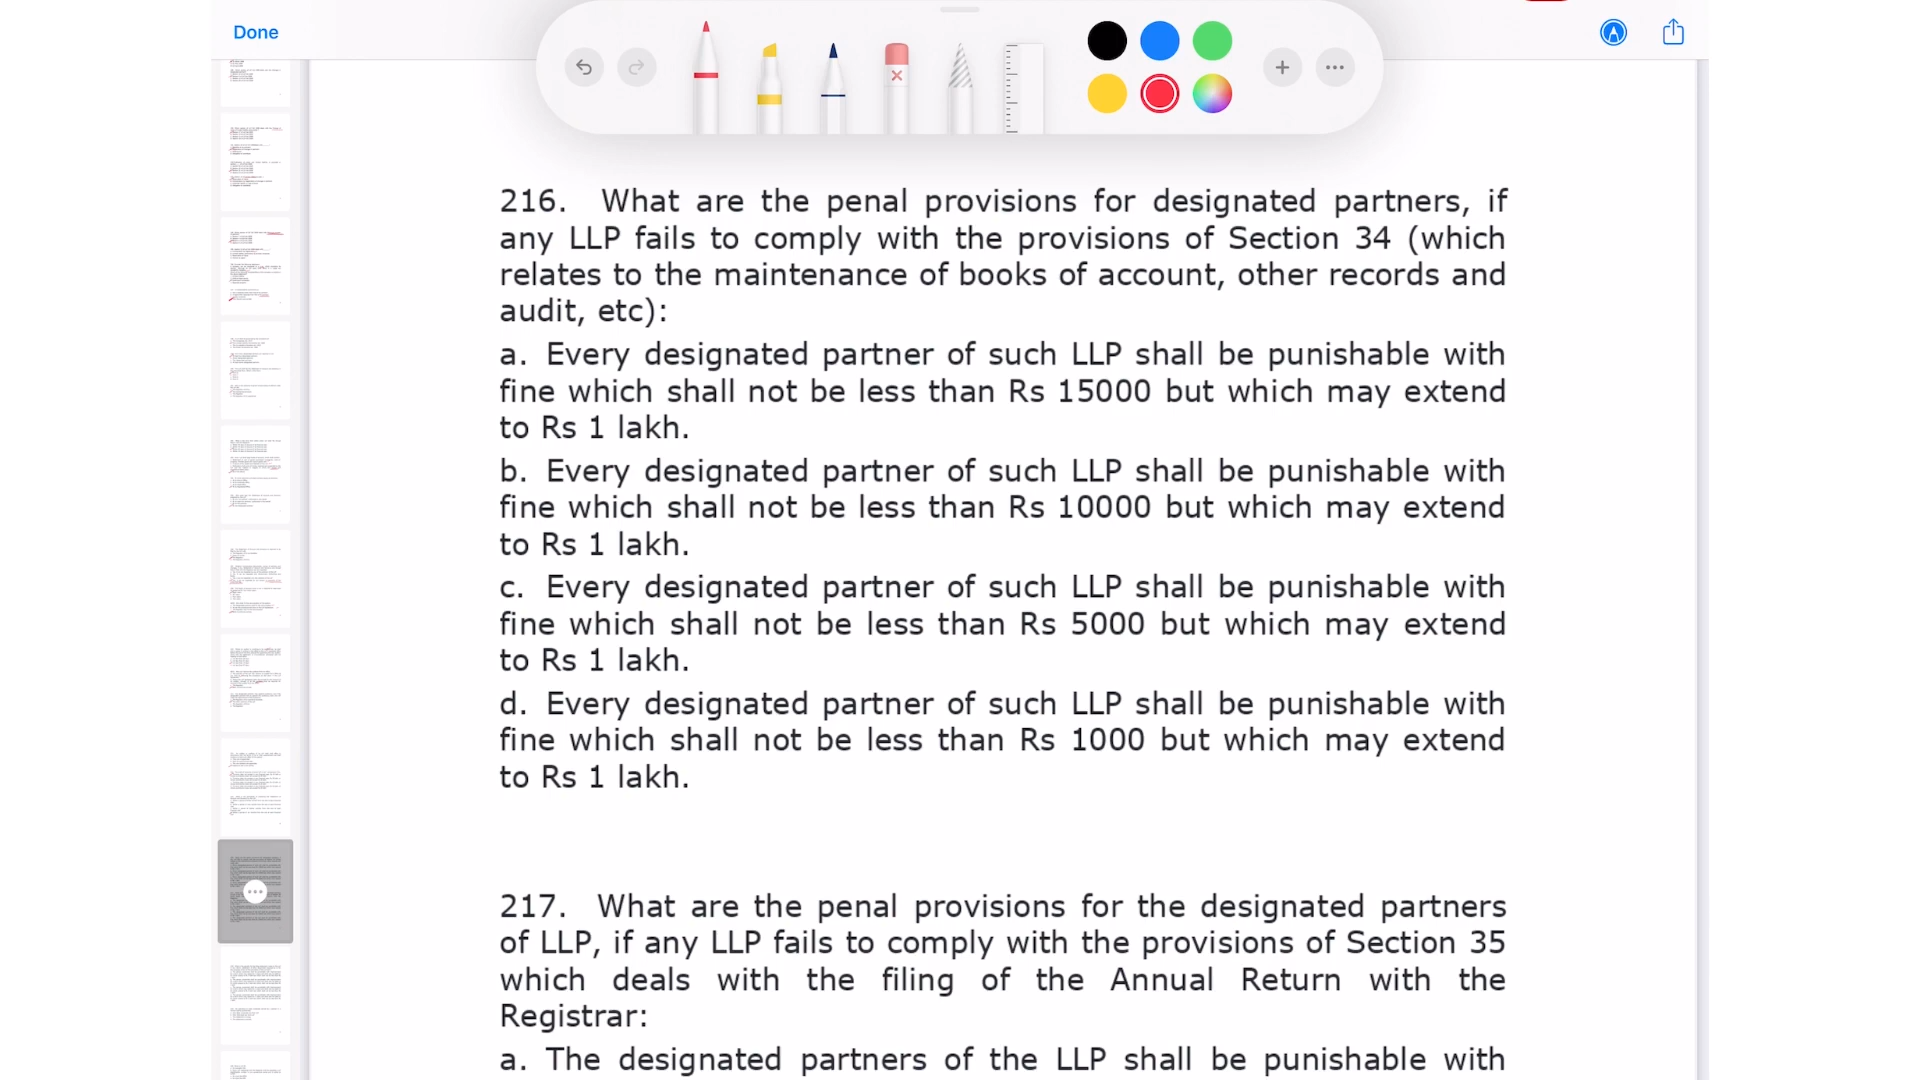 Done
216. What are the penal provisions for designated partners, if
any LLP fails to comply with the provisions of Section 34 (which
relates to the maintenance of books of account, other records and
audit, etc):
a. Every designated partner of such LLP shall be punishable with
fine which shall not be less than Rs 15000 but which may extend
to Rs 1 lakh.
b. Every designated partner of such LLP shall be punishable with
fine which shall not be less than Rs 10000 but which may extend
to Rs 1 lakh.
c. Every designated partner of such LLP shall be punishable with
fine which shall not be less than Rs 5000 but which may extend
to Rs 1 lakh.
d. Every designated partner of such LLP shall be punishable with
fine which shall not be less than Rs 1000 but which may extend
to Rs 1 lakh.
217. What are the penal provisions for the designated partners
of LLP, if any LLP fails to comply with the provisions of Section 35
which deals with the filing of the Annual Return with the
Registrar:
a. The designated partners of the LLP shall be punishable with